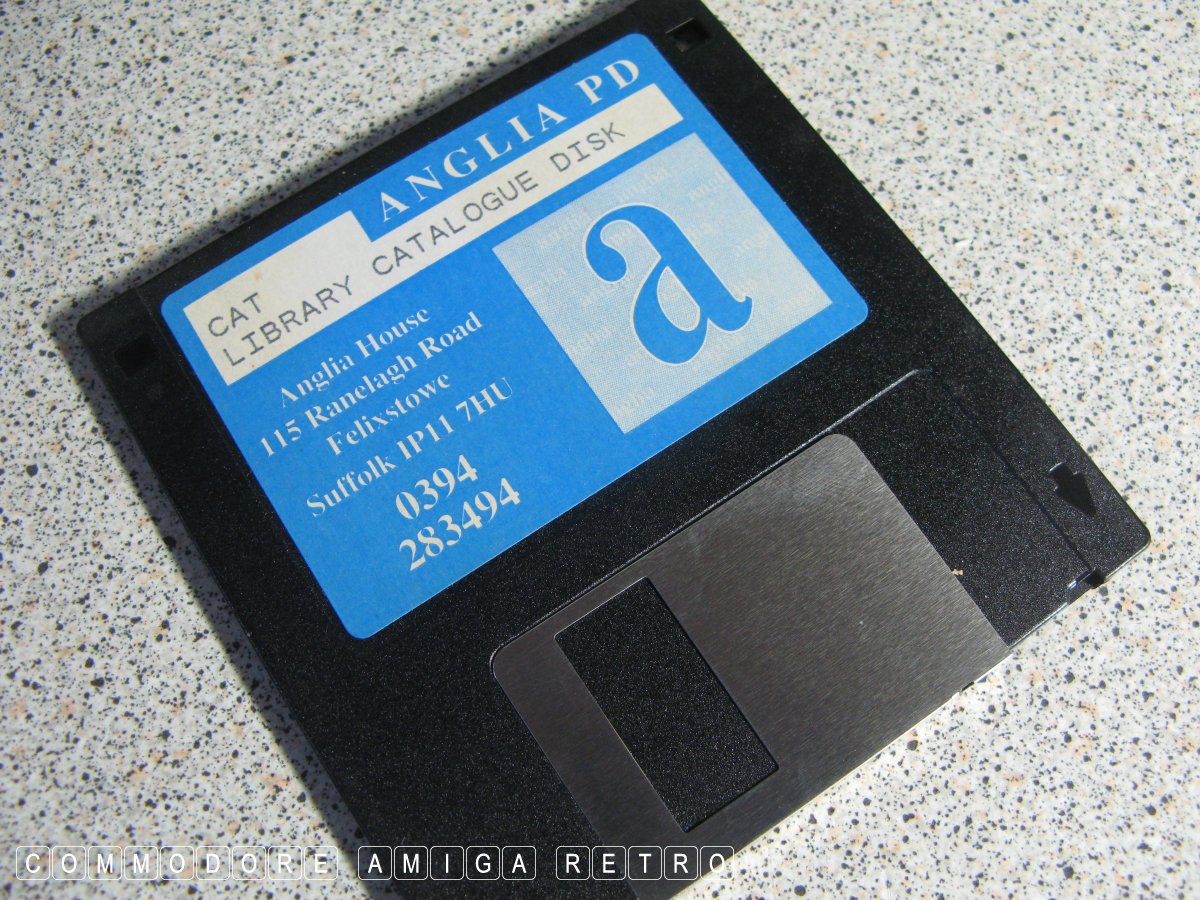 ANGLIA PD
CAT
LIBRARY CATALOGUE DISK
Anglia House
115 Ranelagh Road
Felixstowe
Suffolk IP11 7HU
0394
283494
a
COMMODORE AMIGA RETRO